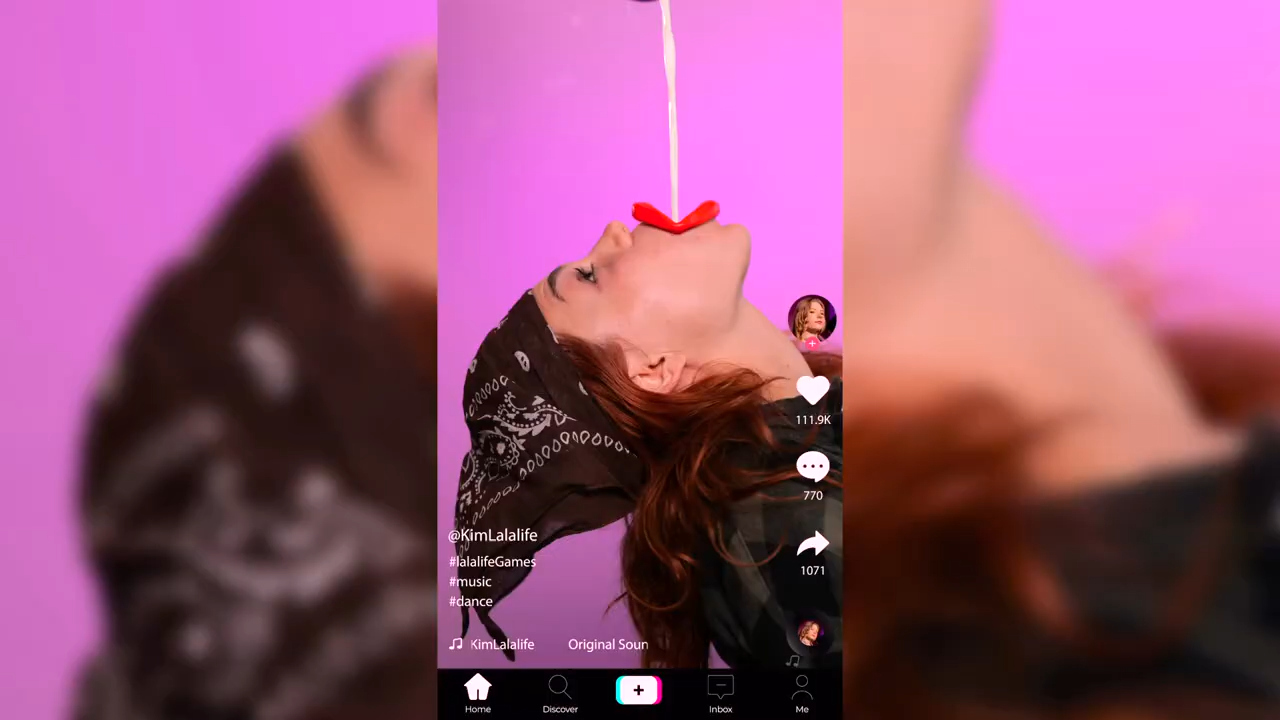 111.9K
770
1071
@KimLalalife
#lalalifeGames
#music
#dance
KimLalalife Original Soun
Home Discover Inbox Me